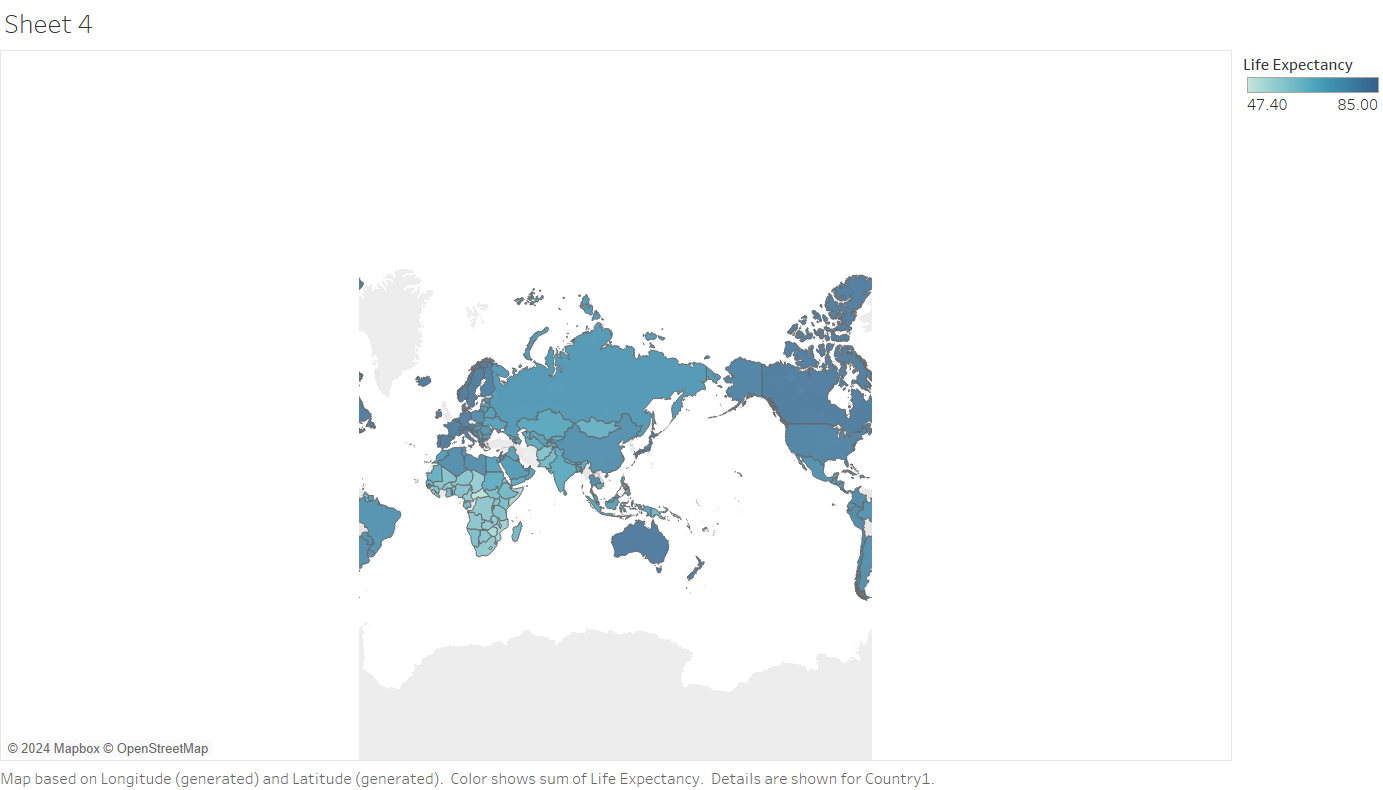 Sheet 4
Life Expectancy
47.40 85.00
© 2024 Mapbox © OpenStreetMap
Map based on Longitude (generated) and Latitude (generated).  Color shows sum of Life Expectancy.  Details are shown for Country1.